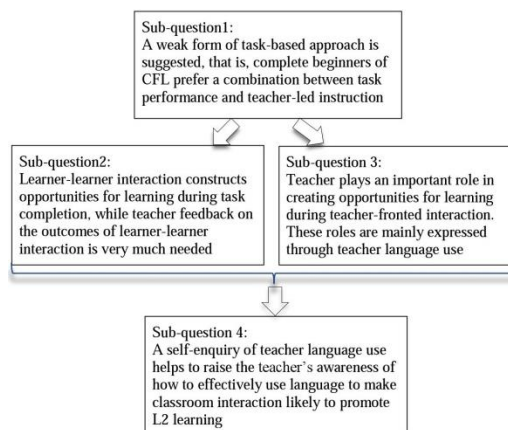 Sub-question1:
A weak form of task-based approach is
suggested, that is, complete beginners of
CFL prefer a combination between task
performance and teacher-led instruction
Sub-question2:
Learner-learner interaction constructs
opportunities for learning during task
completion, while teacher feedback on
the outcomes of learner-learner
interaction is very much needed
Sub-question 3:
Teacher plays an important role in
creating opportunities for learning
during teacher-fronted interaction.
These roles are mainly expressed
through teacher language use
Sub-question 4:
A self-enquiry of teacher language use
helps to raise the teacher's awareness of
how to effectively use language to make
classroom interaction likely to promote
L2 learning